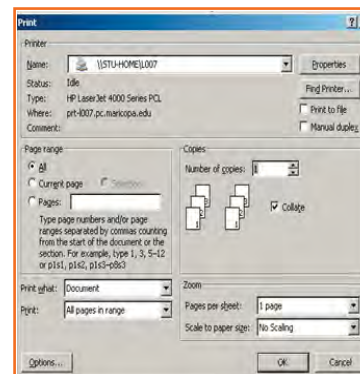 Print
Printer
Name: \\STU-HOME\L007
Properties
Status: Idle
Find Printer...
Type: HP LaserJet 4000 Series PCL
Print to file
Where: prt-l007.pc.maricopa.edu
Manual duplex
Comment:
Page range
All
Current page Selection
Pages:
Type page numbers and/or page
ranges separated by commas counting
from the start of the document or the
section. For example, type 1, 3, 5-12
or p1s1, p1s2, p1s3-p8s3
Copies
Number of copies: 1
Collate
Print what: Document
Print: All pages in range
Zoom
Pages per sheet: 1 page
Scale to paper size: No Scaling
Options...
OK Cancel